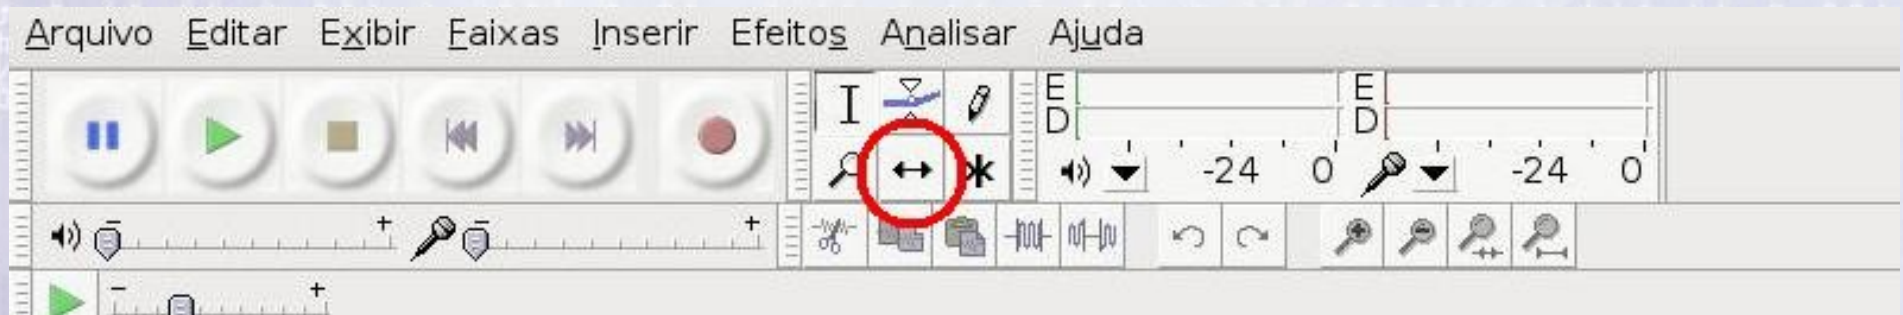 Arquivo Editar Exibir Faixas Inserir Efeitos Analisar Ajuda
E E
D D
-24 0 -24 0
- + - +
- +